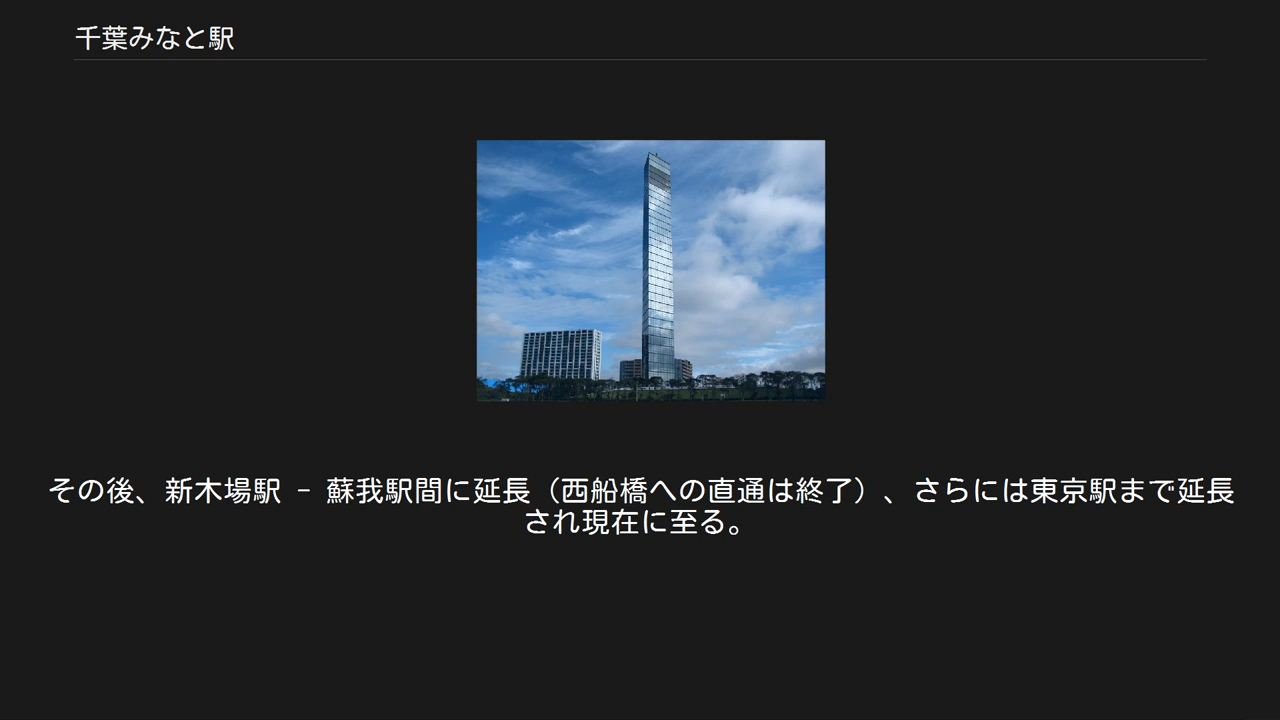 千葉みなと駅
その後、新木場駅 - 蘇我駅間に延長（西船橋への直通は終了）、さらには東京駅まで延長
され現在に至る。